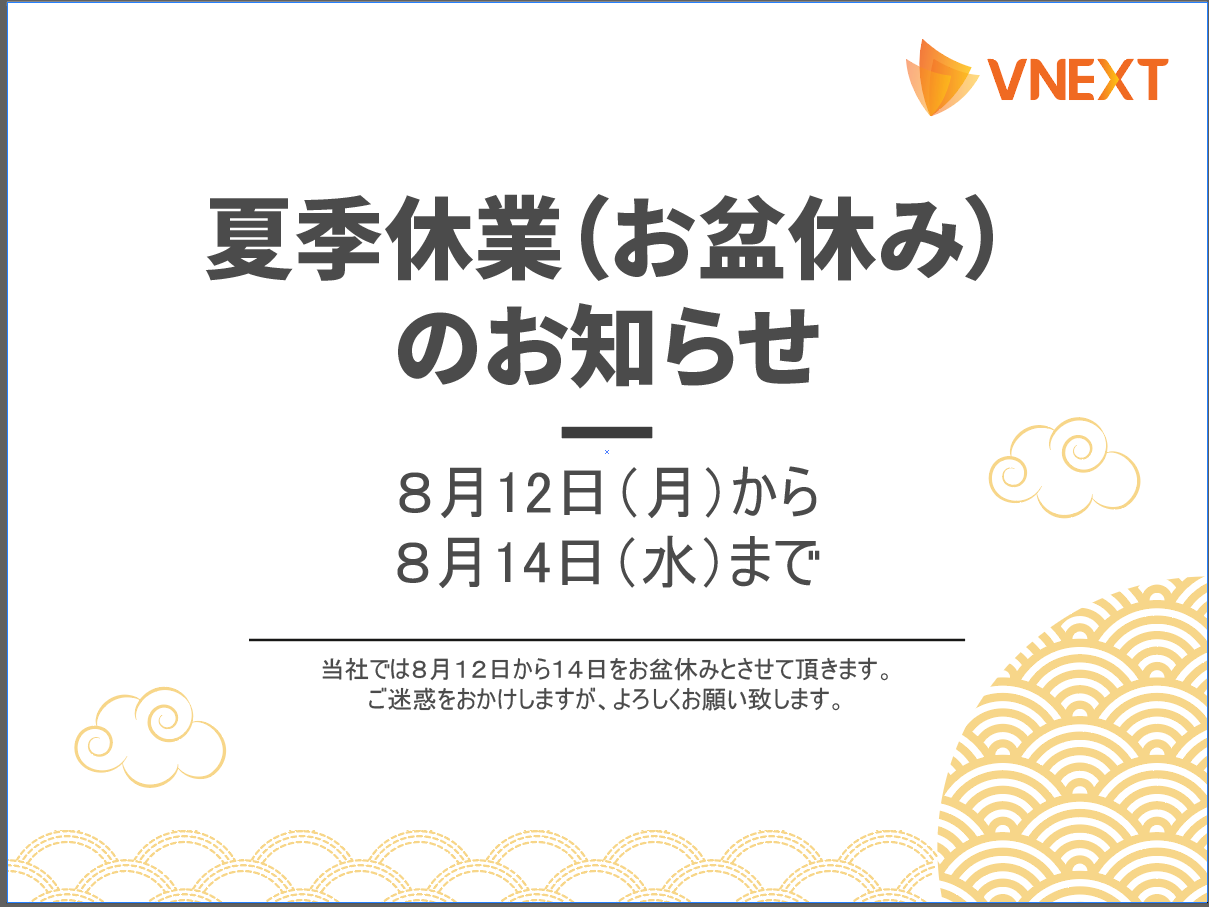 VNEXT
夏季休業（お盆休み）
のお知らせ
８月12日（月）から
８月14日（水）まで
当社では８月１２日から１４日をお盆休みとさせて頂きます。
ご迷惑をおかけしますが、よろしくお願い致します。